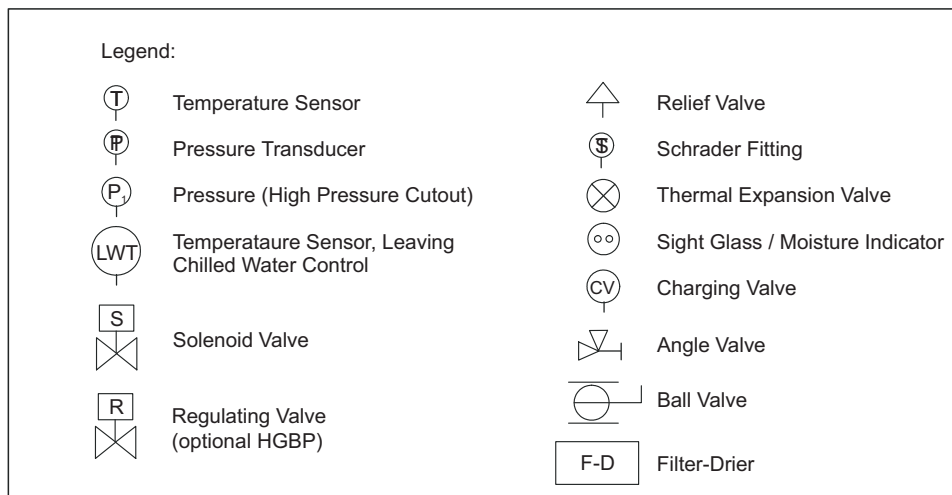 Legend:
T Temperature Sensor
Pressure Transducer
P1 Pressure (High Pressure Cutout)
LWT Temperataure Sensor, Leaving
Chilled Water Control
S
Solenoid Valve
R
Regulating Valve
(optional HGBP)
Relief Valve
Schrader Fitting
Thermal Expansion Valve
Sight Glass / Moisture Indicator
CV Charging Valve
Angle Valve
Ball Valve
F-D Filter-Drier